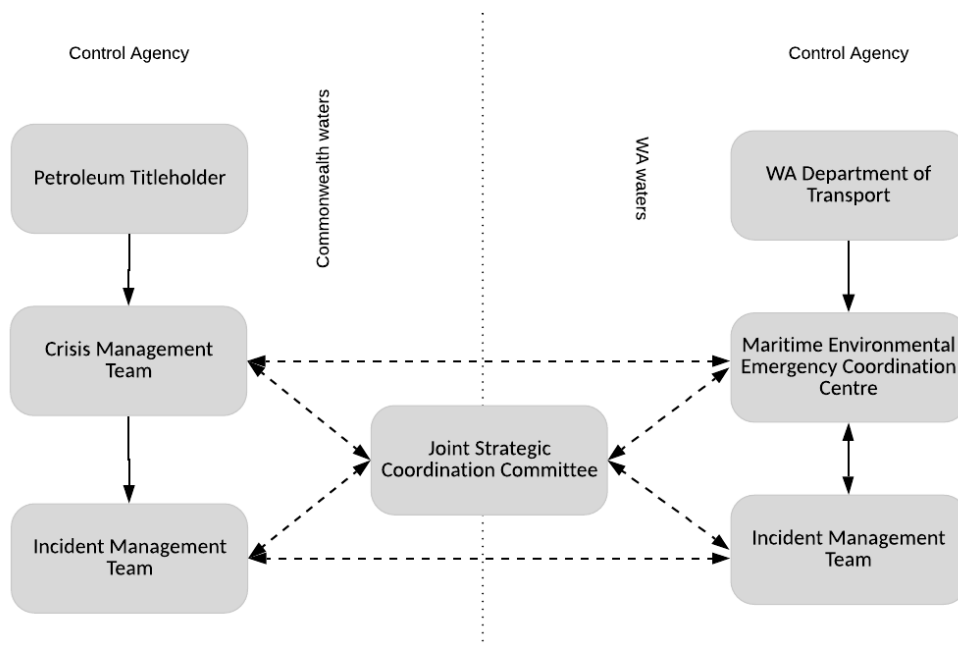 Control Agency
Control Agency
Commonwealth waters
WA waters
Petroleum Titleholder
WA Department of
Transport
Crisis Management
Team
Maritime Environmental
Emergency Coordination
Centre
Joint Strategic
Coordination Committee
Incident Management
Team
Incident Management
Team